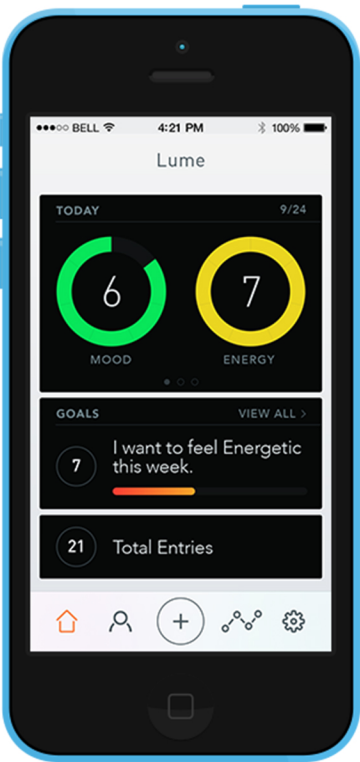 BELL 4:21 PM 100%
Lume
TODAY 9/24
6 7
MOOD ENERGY
GOALS VIEW ALL >
7
I want to feel Energetic
this week.
21 Total Entries